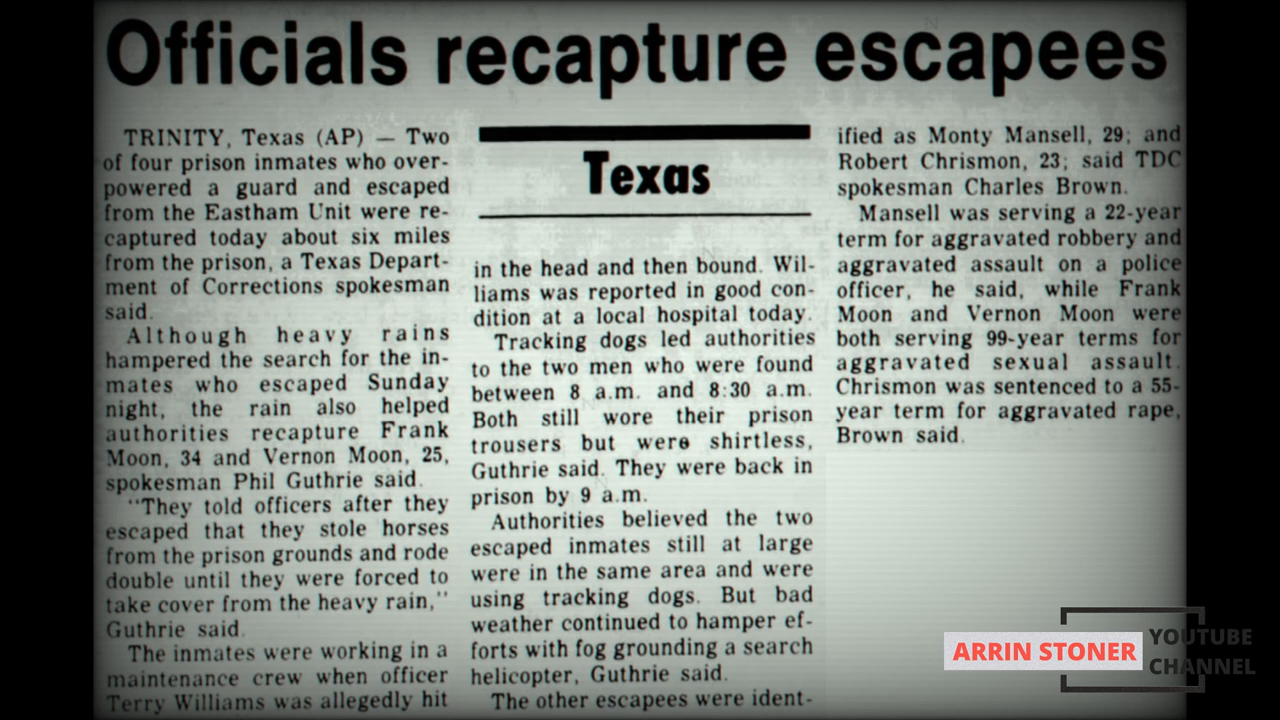 Officials recapture escapees
TRINITY, Texas (AP) — Two
of four prison inmates who over-
powered a guard and escaped
from the Eastham Unit were re-
captured today about six miles
from the prison, a Texas Depart-
ment of Corrections spokesman
said.
Although heavy rains
hampered the search for the in-
mates who escaped Sunday
night, the rain also helped
authorities recapture Frank
Moon, 34 and Vernon Moon, 25,
spokesman Phil Guthrie said.
"They told officers after they
escaped that they stole horses
from the prison grounds and rode
double until they were forced to
take cover from the heavy rain,"
Guthrie said.
The inmates were working in a
maintenance crew when officer
Terry Williams was allegedly hit
Texas
in the head and then bound. Wil-
liams was reported in good con-
dition at a local hospital today.
Tracking dogs led authorities
to the two men who were found
between 8 a.m. and 8:30 a.m.
Both still wore their prison
trousers but were shirtless,
Guthrie said. They were back in
prison by 9 a.m.
Authorities believed the two
escaped inmates still at large
were in the same area and were
using tracking dogs. But bad
weather continued to hamper ef-
forts with fog grounding a search
helicopter, Guthrie said.
The other escapees were ident-
ified as Monty Mansell, 29; and
Robert Chrismon, 23; said TDC
spokesman Charles Brown.
Mansell was serving a 22-year
term for aggravated robbery and
aggravated assault on a police
officer, he said, while Frank
Moon and Vernon Moon were
both serving 99-year terms for
aggravated sexual assault.
Chrismon was sentenced to a 55-
year term for aggravated rape,
Brown said.
ARRIN STONER
YOUTUBE
CHANNEL